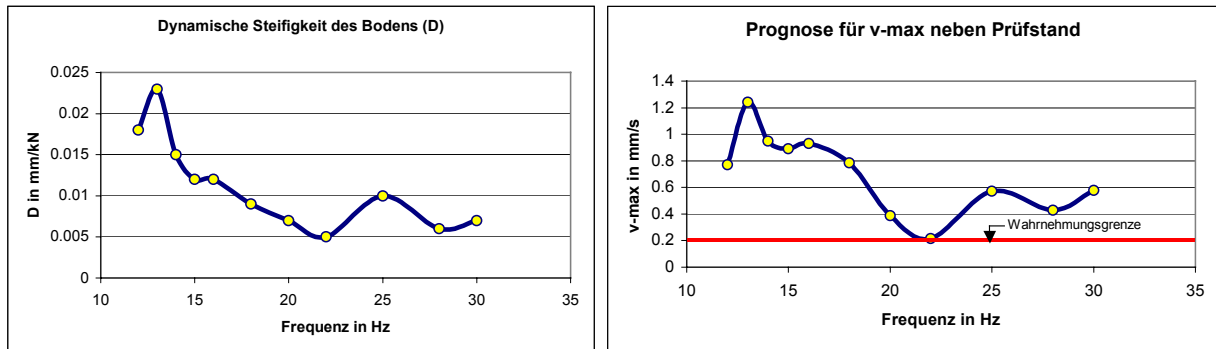 Dynamische Steifigkeit des Bodens (D)
D in mm/kN
0.025
0.02
0.015
0.01
0.005
0
10 15 20 25 30 35
Frequenz in Hz
Prognose für v-max neben Prüfstand
v-max in mm/s
1.4
1.2
1
0.8
0.6
0.4
0.2
0
Wahrnehmungsgrenze
10 15 20 25 30 35
Frequenz in Hz